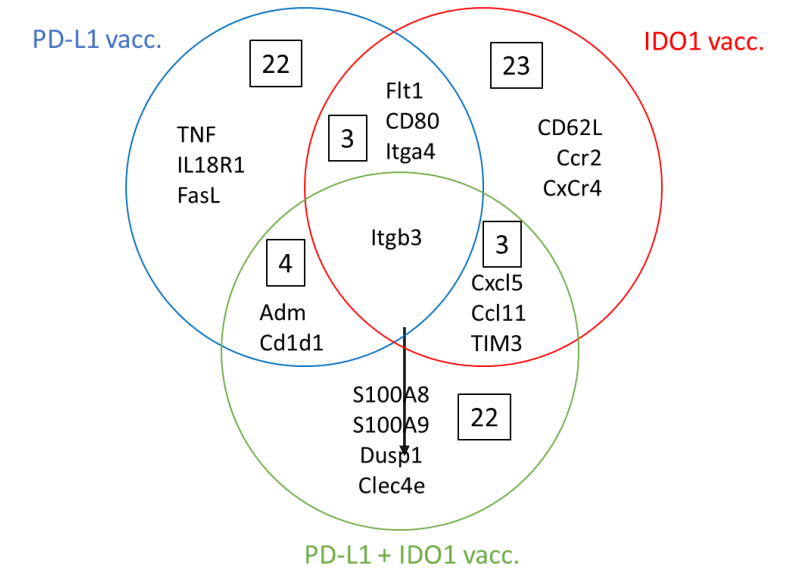 PD-L1 vacc.
IDO1 vacc.
22
23
Flt1
CD80
Itga4
3
TNF
IL18R1
FasL
CD62L
Ccr2
CxCr4
Itgb3
4
Adm
Cd1d1
3
Cxcl5
Ccl11
TIM3
S100A8
S100A9
Dusp1
Clec4e
22
PD-L1 + IDO1 vacc.